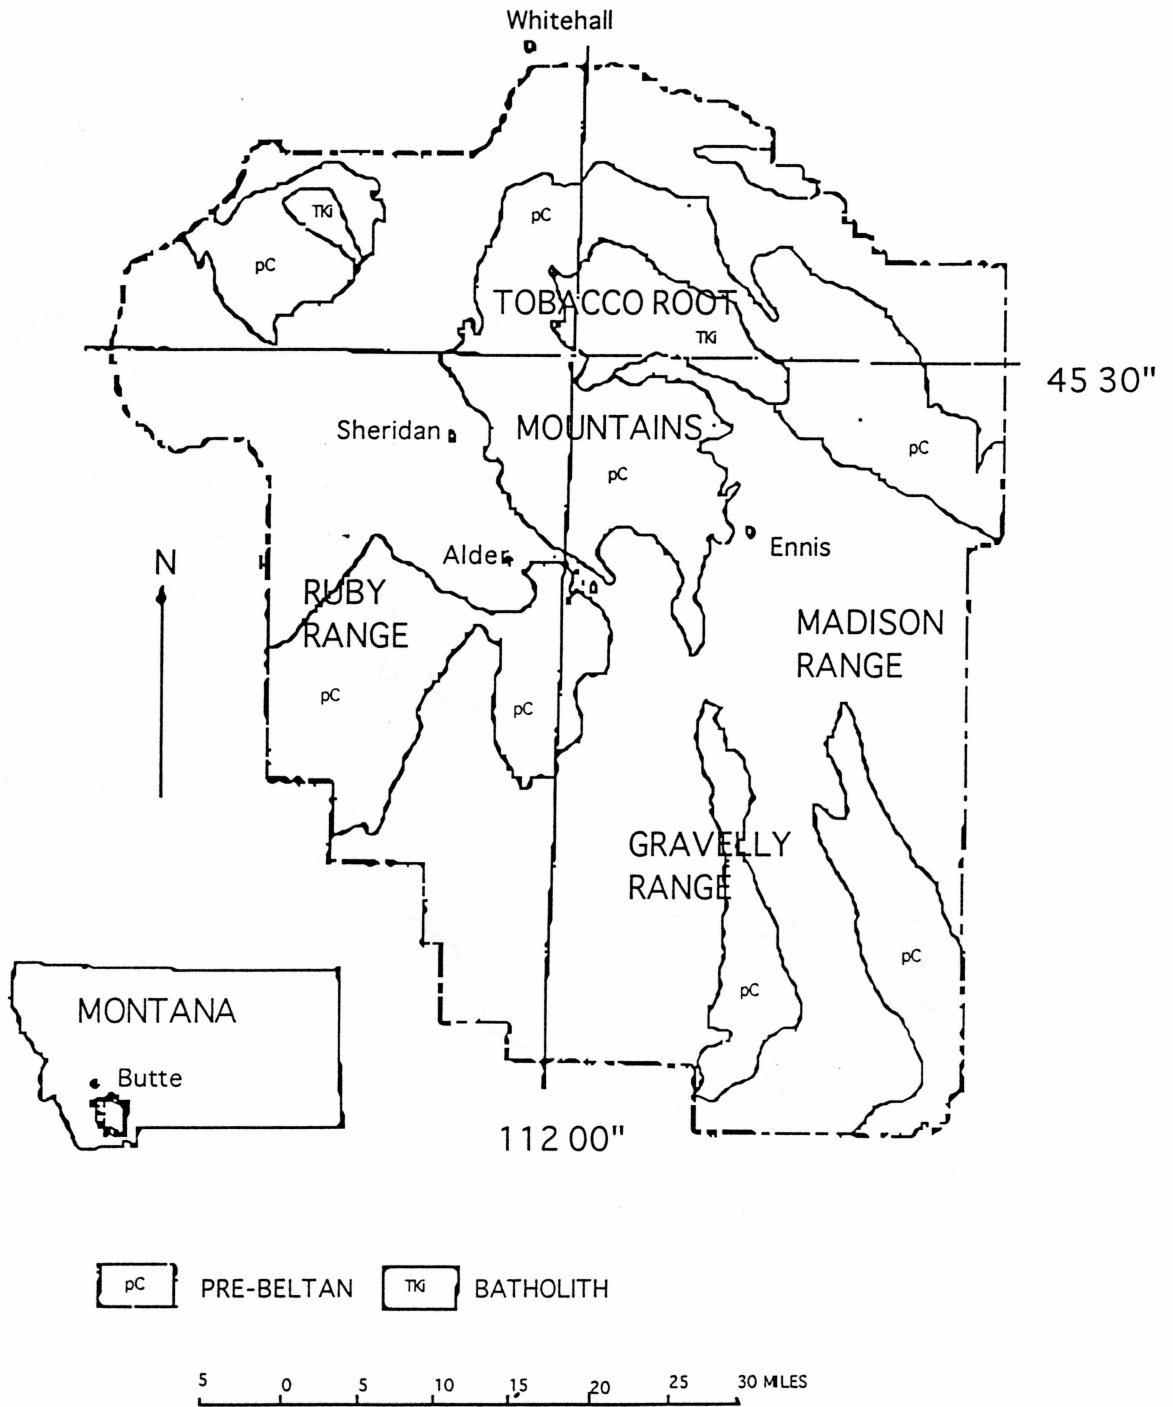 Whitehall
TKi
pC
pC
TOBACCO ROOT
TKi
45 30"
Sheridan
MOUNTAINS
pC
pC
N
Alder
Ennis
RUBY
RANGE
MADISON
RANGE
pC
pC
GRAVELLY
RANGE
pC
pC
MONTANA
Butte
112 00"
pC PRE-BELTAN TKi BATHOLITH
5 0 5 10 15 20 25 30 MILES